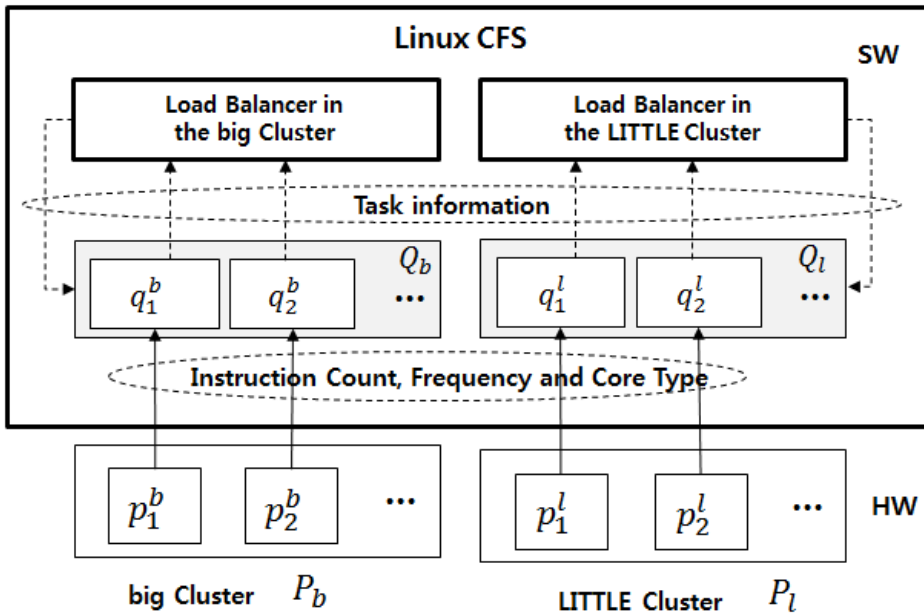 Linux CFS
SW
Load Balancer in
the big Cluster
Load Balancer in
the LITTLE Cluster
Task information
Q_b
Q_l
q_1^b
q_2^b
...
q_1^l
q_2^l
...
Instruction Count, Frequency and Core Type
p_1^b
p_2^b
...
p_1^l
p_2^l
...
HW
big Cluster P_b
LITTLE Cluster P_l